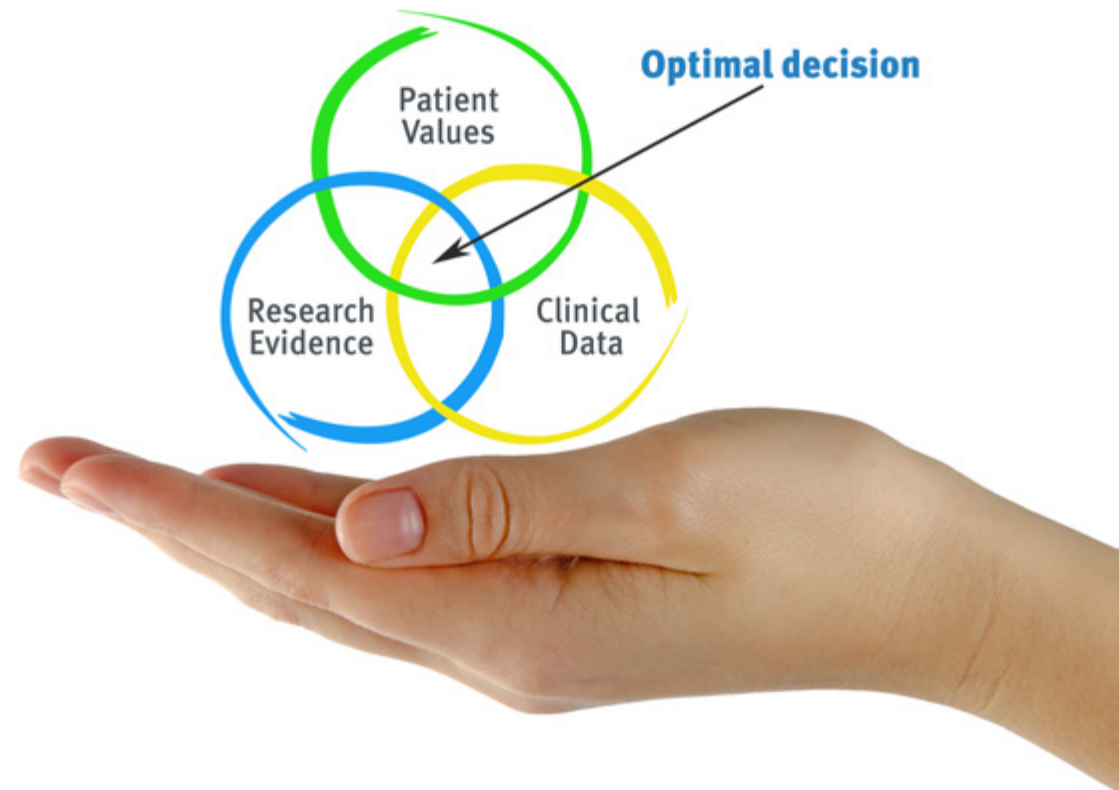 Optimal decision
Patient
Values
Research
Evidence
Clinical
Data